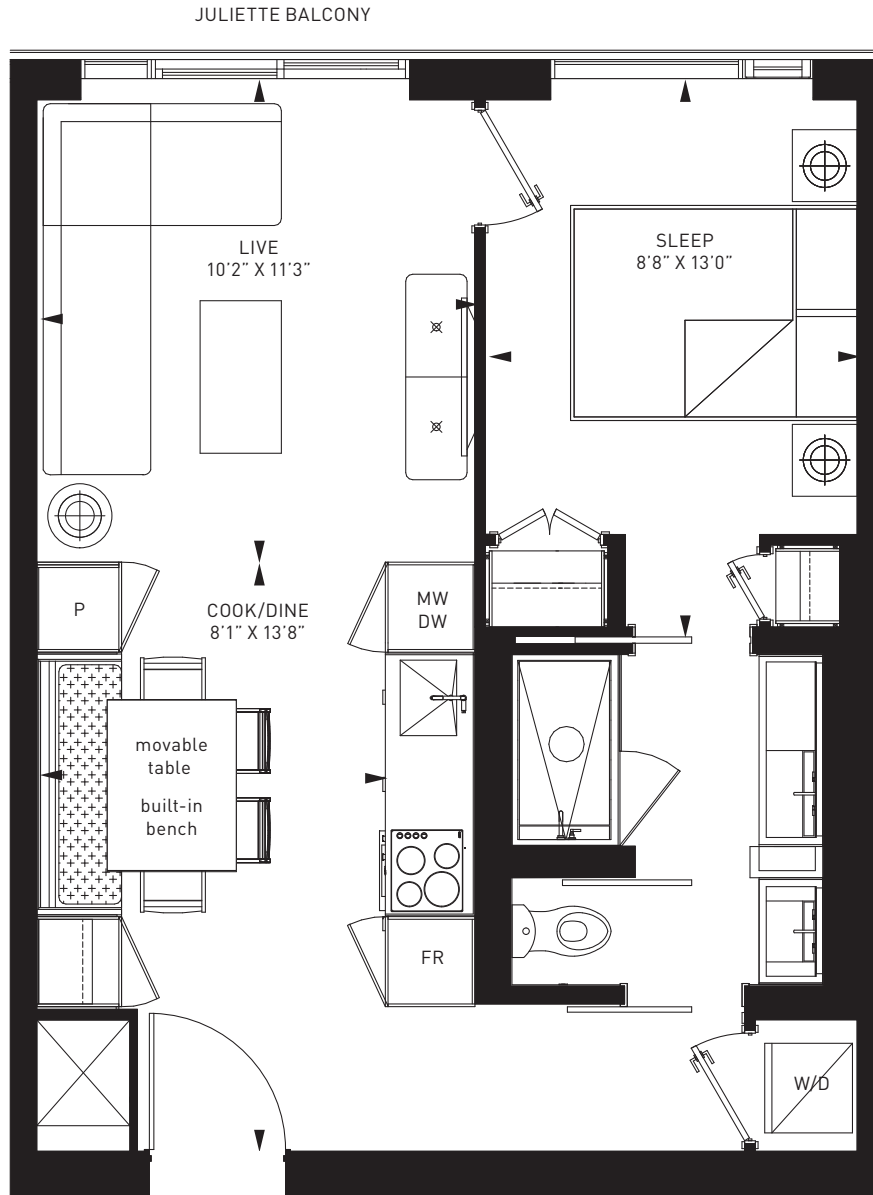 JULIETTE BALCONY
LIVE
10’2” X 11’3”
SLEEP
8’8” X 13’0”
P
COOK/DINE
8’1” X 13’8”
MW
DW
movable
table
built-in
bench
FR
W/D